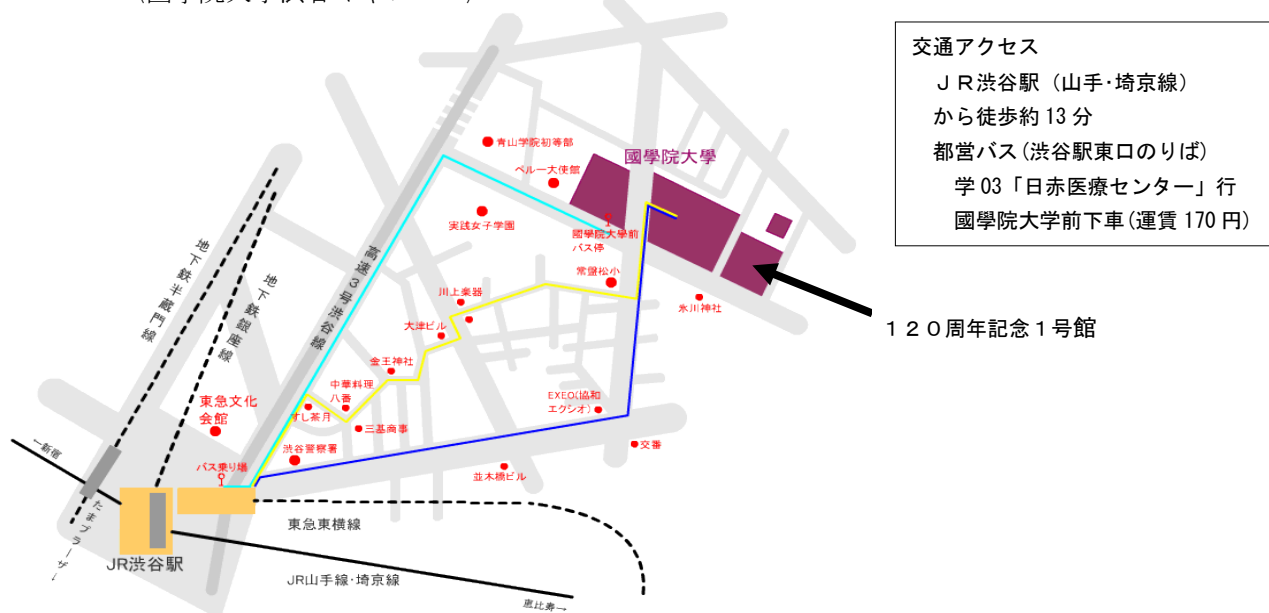 交通アクセス
ＪＲ渋谷駅（山手･埼京線）
から徒歩約 13 分
都営バス(渋谷駅東口のりば)
学 03「日赤医療センター」行
國學院大学前下車(運賃 170 円)
青山学院初等部
國學院大學
ペルー大使館
実践女子学園
國學院大學前
バス停
高速３号渋谷線
地下鉄半蔵門線
地下鉄銀座線
常盤松小
川上楽器
氷川神社
大津ビル
１２０周年記念１号館
金王神社
中華料理
八番
東急文化
会館
すし茶月
三基商事
EXEO(協和
エクシオ)
渋谷警察署
交番
←新宿
バス乗り場
並木橋ビル
たまプラーザ→
東急東横線
JR渋谷駅
JR山手線･埼京線
恵比寿→